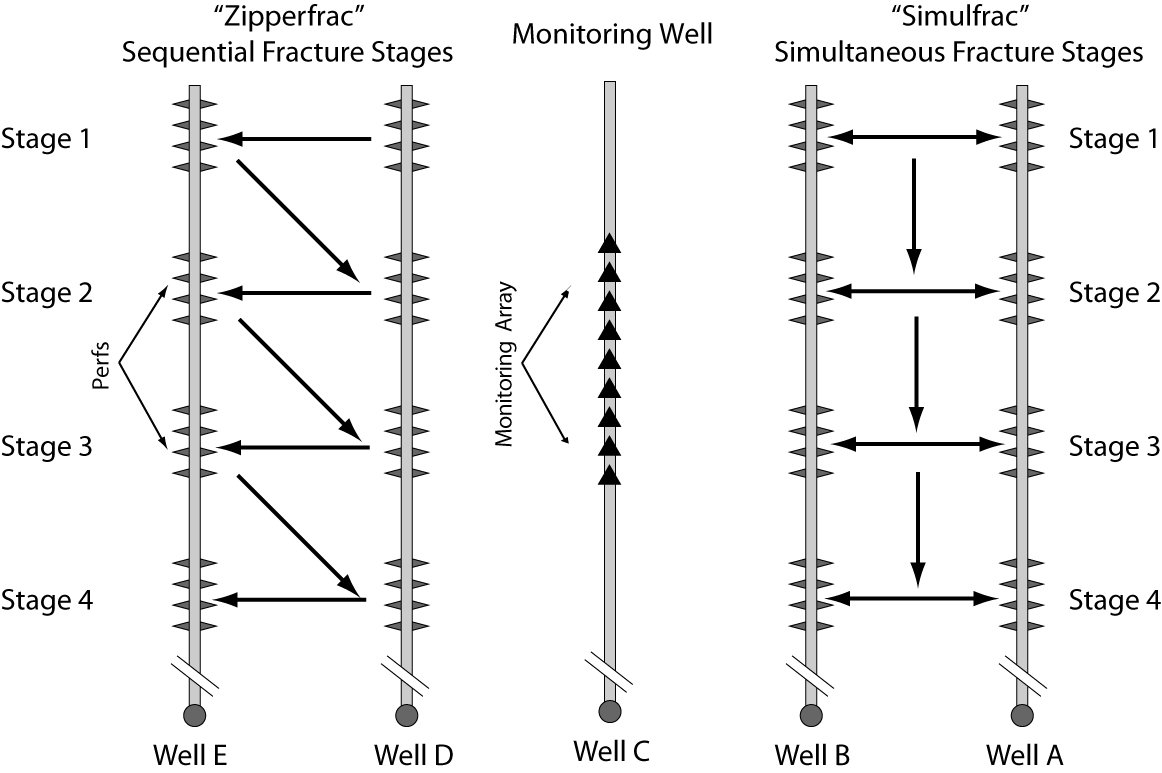 “Zipperfrac”
Sequential Fracture Stages
Monitoring Well
“Simulfrac”
Simultaneous Fracture Stages
Stage 1
Stage 1
Stage 2
Stage 2
Perfs
Monitoring Array
Stage 3
Stage 3
Stage 4
Stage 4
Well E
Well D
Well C
Well B
Well A